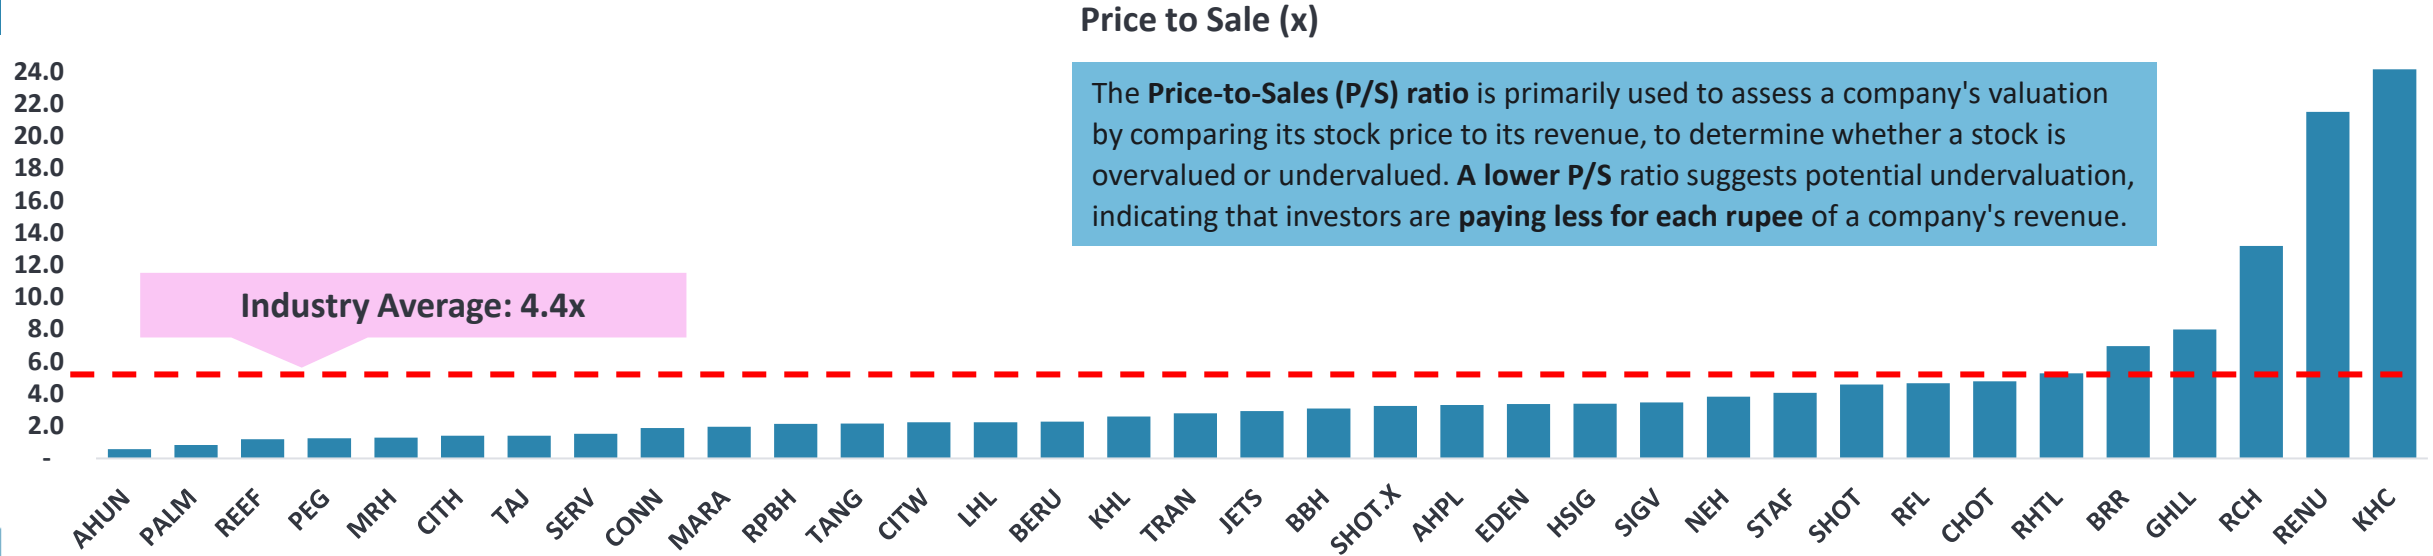 Price to Sale (x)
The Price-to-Sales (P/S) ratio is primarily used to assess a company's valuation
by comparing its stock price to its revenue, to determine whether a stock is
overvalued or undervalued. A lower P/S ratio suggests potential undervaluation,
indicating that investors are paying less for each rupee of a company's revenue.
24.0
22.0
20.0
18.0
16.0
14.0
12.0
10.0
8.0
6.0
4.0
2.0
-
Industry Average: 4.4x
AHUN
PALM
REEF
PEG
MRH
CITH
TAJ
SERV
CONN
MARA
RPBH
TANG
CITW
LHL
BERU
KHL
TRAN
JETS
BBH
SHOT.X
AHPL
EDEN
HSIG
SIGV
NEH
STAF
SHOT
RFL
CHOT
RHTL
BRR
GHLL
RCH
RENU
KHC